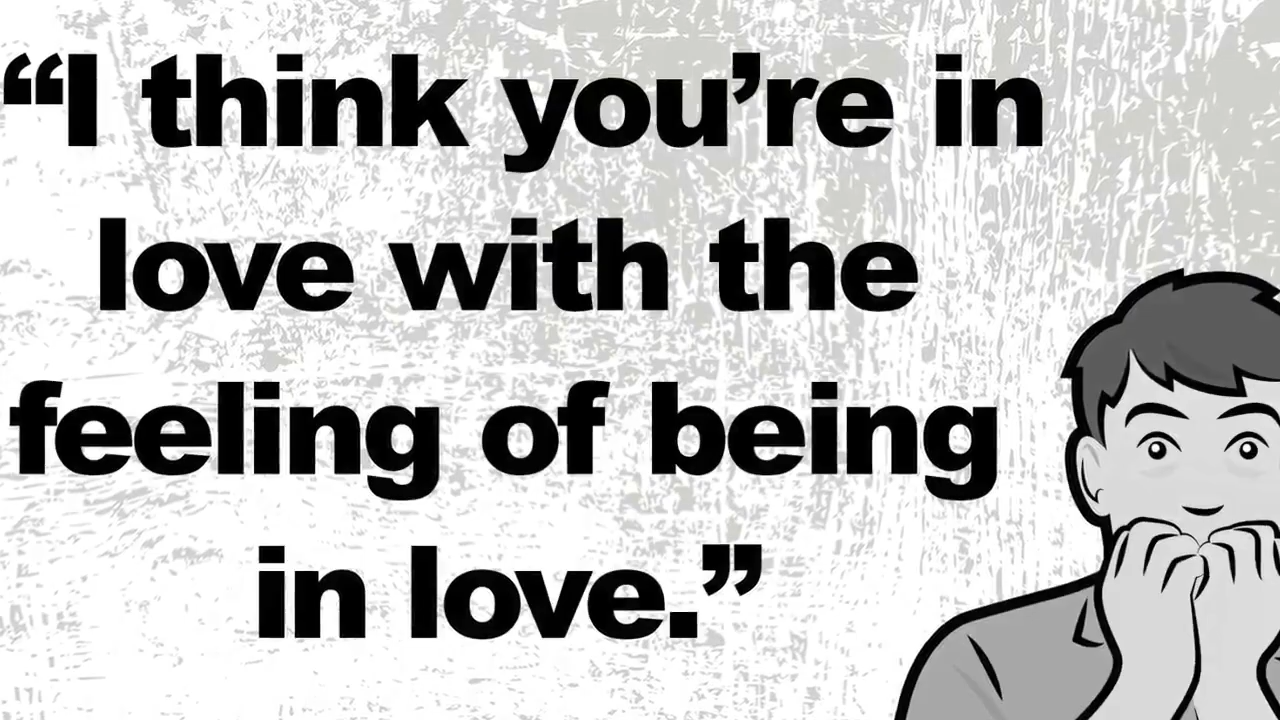 “I think you’re in
love with the
feeling of being
in love.”